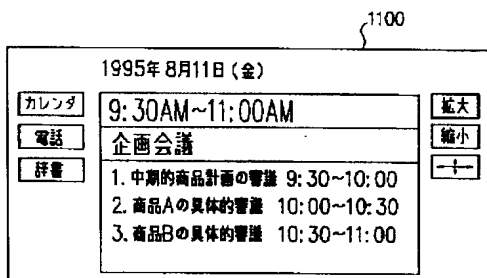 1100
1995年8月11日(金)
カレンダ
電話
辞書
9:30AM~11:00AM
企画会議
1. 中期的商品計画の審議 9:30~10:00
2. 商品Aの具体的審議 10:00~10:30
3. 商品Bの具体的審議 10:30~11:00
拡大
縮小